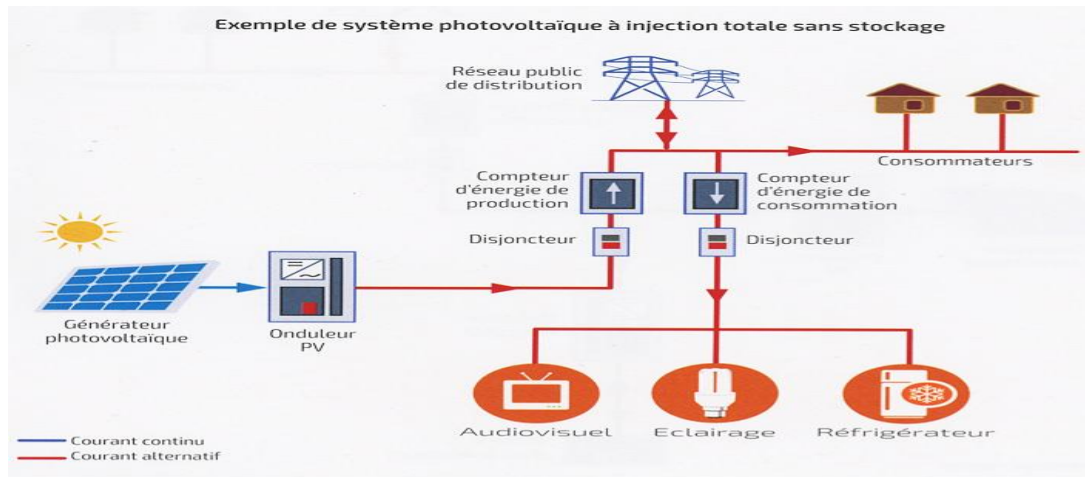 Exemple de système photovoltaïque à injection totale sans stockage
Réseau public
de distribution
Consommateurs
Compteur
d'énergie de
production
Compteur
d'énergie de
consommation
Disjoncteur
Disjoncteur
Générateur
photovoltaïque
Onduleur
PV
Audiovisuel
Eclairage
Réfrigérateur
Courant continu
Courant alternatif